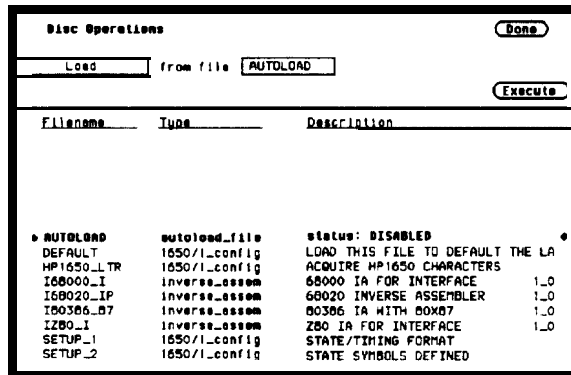 Disc Operations Done
Load from file AUTOLOAD
Execute
Filename Type Description
AUTOLOAD autoload_file status: DISABLED
DEFAULT 1650/1_config LOAD THIS FILE TO DEFAULT THE LA
HP1650_LTR 1650/1_config ACQUIRE HP1650 CHARACTERS
I68000_I inverse_assem 68000 IA FOR INTERFACE 1_0
I68020_IP inverse_assem 68020 INVERSE ASSEMBLER 1_0
I80386_87 inverse_assem 80386 IA WITH 80X87 1_0
IZ80_I inverse_assem Z80 IA FOR INTERFACE 1_0
SETUP_1 1650/1_config STATE/TIMING FORMAT
SETUP_2 1650/1_config STATE SYMBOLS DEFINED